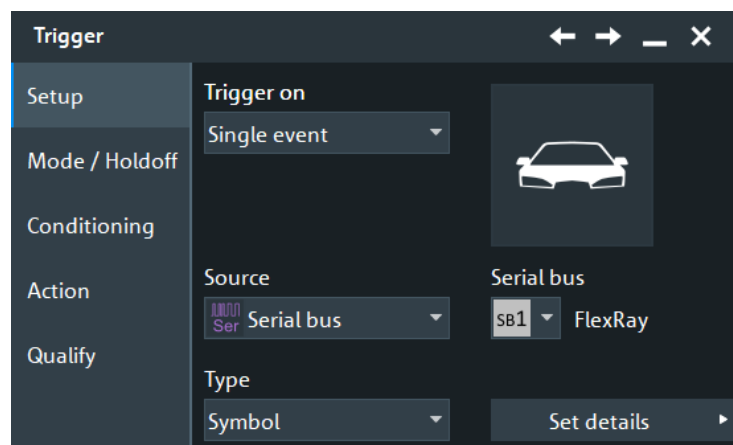 Trigger
Setup
Mode / Holdoff
Conditioning
Action
Qualify
Trigger on
Single event
Source
Serial bus
Ser Serial bus
SB1 FlexRay
Type
Symbol
Set details